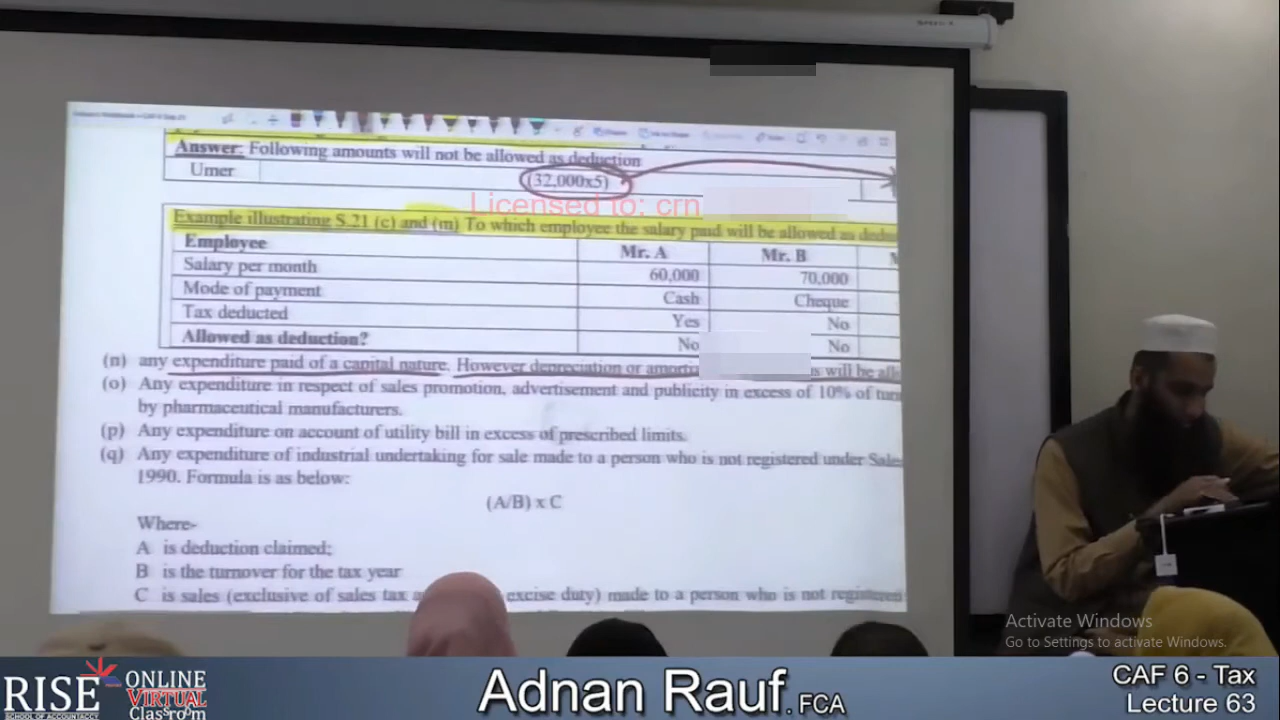 Answer: Following amounts will not be allowed as deduction
Umer (32,000x5)
Licensed to: crn
Example illustrating S.21 (c) and (m) To which employee the salary paid will be allowed as
Employee Mr. A Mr. B
Salary per month 60,000 70,000
Mode of payment Cash Cheque
Tax deducted Yes No
Allowed as deduction? No No
(n) any expenditure paid of a capital nature. However depreciation or will be
(o) Any expenditure in respect of sales promotion, advertisement and publicity in excess of 10% of
by pharmaceutical manufacturers.
(p) Any expenditure on account of utility bill in excess of prescribed limits.
(q) Any expenditure of industrial undertaking for sale made to a person who is not registered under
1990. Formula is as below:
(A/B) x C
Where-
A is deduction claimed;
B is the turnover for the tax year
C is sales (exclusive of sales tax excise duty) made to a person who is not registered
Activate Windows
Go to Settings to activate Windows.
RISE
SCHOOL OF ACCOUNTANCY
ONLINE
VIRTUAL
Classroom
Adnan Rauf. FCA
CAF 6 - Tax
Lecture 63